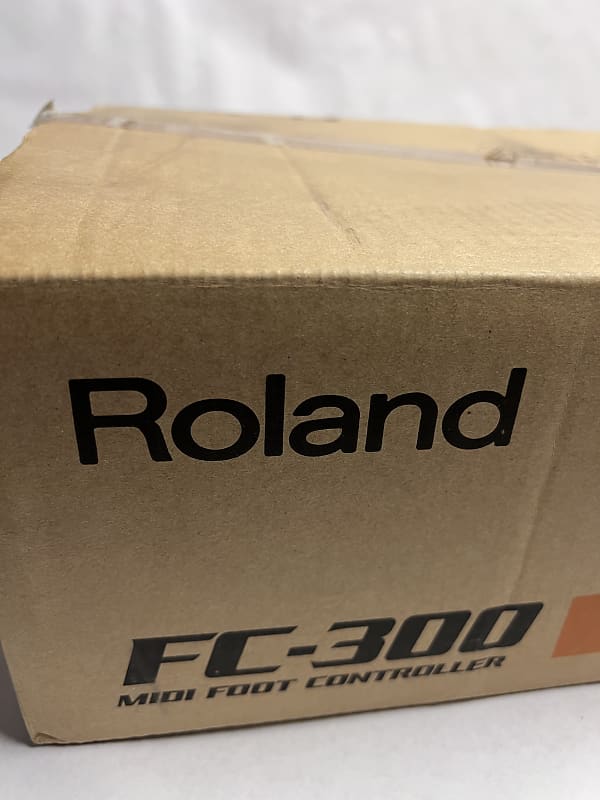 Roland
FC-300
MIDI FOOT CONTROLLER